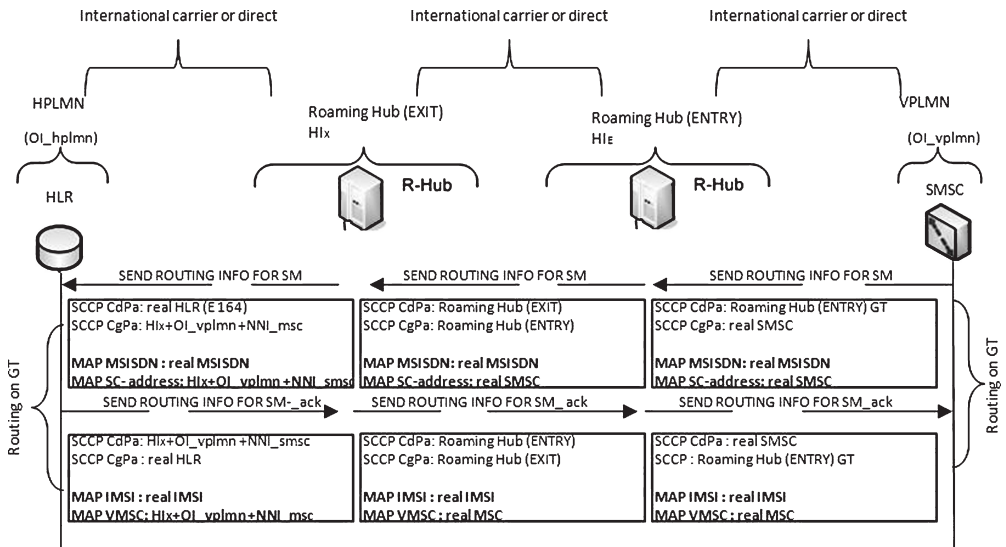 International carrier or direct
International carrier or direct
International carrier or direct
HPLMN
(OI_hplmn)
HLR
Roaming Hub (EXIT)
HIx
R-Hub
Roaming Hub (ENTRY)
HIE
R-Hub
VPLMN
(OI_vplmn)
SMSC
SEND ROUTING INFO FOR SM
SEND ROUTING INFO FOR SM
SEND ROUTING INFO FOR SM
Routing on GT
SCCP CdPa: real HLR (E 164)
SCCP CgPa: HIx+OI_vplmn+NNI_msc
MAP MSISDN: real MSISDN
MAP SC- address: HIx+OI_vplmn +NNI_smsc
SCCP CdPa: Roaming Hub (EXIT)
SCCP CgPa: Roaming Hub (ENTRY)
MAP MSISDN: real MSISDN
MAP SC-address: real SMSC
SCCP CdPa: Roaming Hub (ENTRY) GT
SCCP CgPa: real SMSC
MAP MSISDN: real MSISDN
MAP SC-address: real SMSC
Routing on GT
SEND ROUTING INFO FOR SM-_ack
SEND ROUTING INFO FOR SM_ack
SEND ROUTING INFO FOR SM_ack
SCCP CdPa: HIx+OI_vplmn +NNI_smsc
SCCP CgPa : real HLR
MAP IMSI : real IMSI
MAP VMSC: HIx+OI_vplmn+NNI_msc
SCCP CdPa: Roaming Hub (ENTRY)
SCCP CgPa: Roaming Hub (EXIT)
MAP IMSI : real IMSI
MAP VMSC : real MSC
SCCP CdPa : real SMSC
SCCP : Roaming Hub (ENTRY) GT
MAP IMSI : real IMSI
MAP VMSC : real MSC